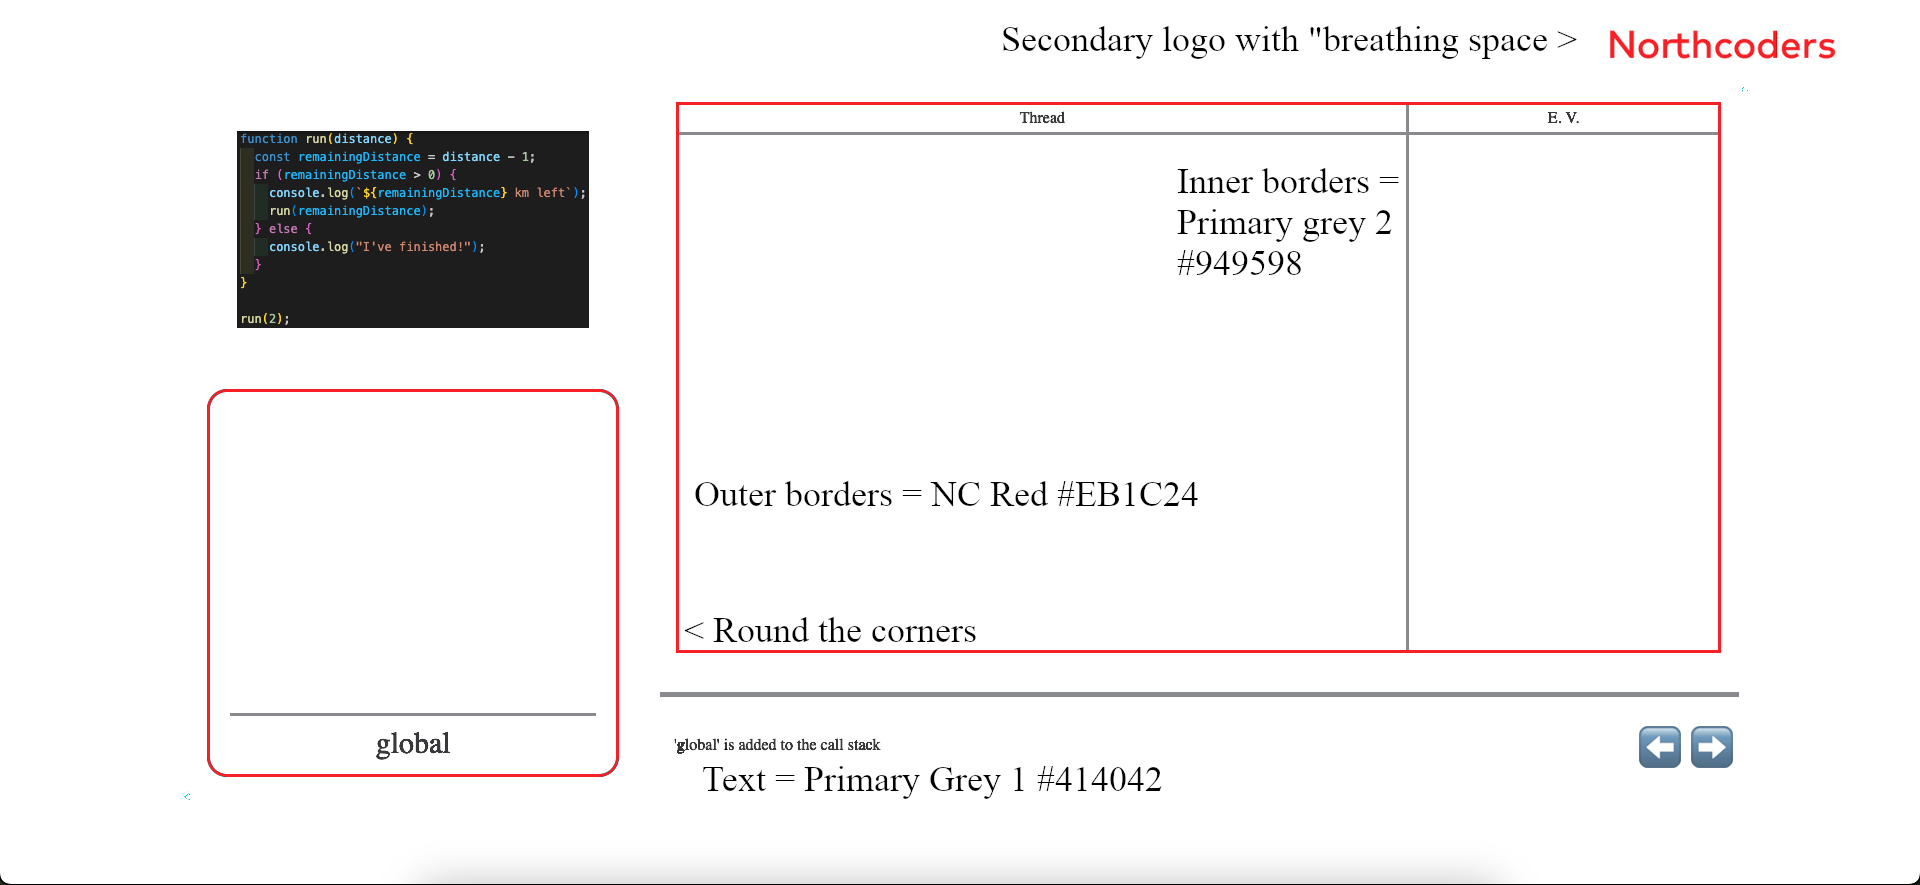 Secondary logo with "breathing space >
Northcoders
function run(distance) {
const remainingDistance = distance - 1;
if (remainingDistance > 0) {
console.log(`${remainingDistance} km left`);
run(remainingDistance);
} else {
console.log("I've finished!");
}
}
run(2);
Thread
E. V.
Inner borders =
Primary grey 2
#949598
Outer borders = NC Red #EB1C24
< Round the corners
global
'global' is added to the call stack
Text = Primary Grey 1 #414042